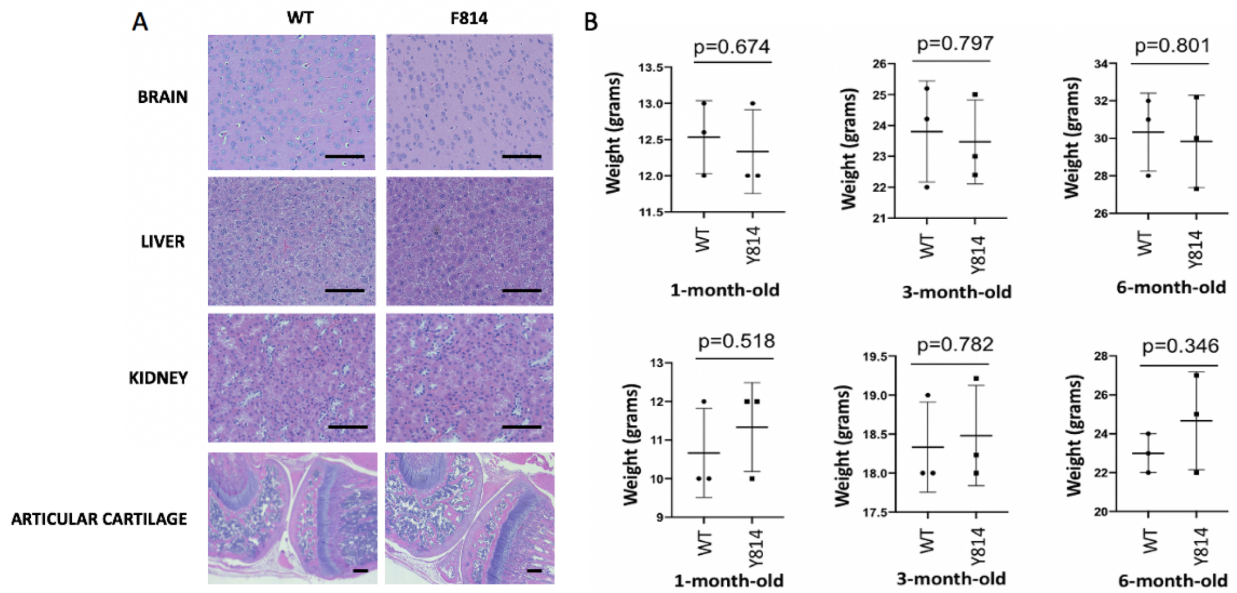 A
WT
F814
BRAIN
LIVER
KIDNEY
ARTICULAR CARTILAGE
B
p=0.674
Weight (grams)
13.5
13.0
12.5
12.0
11.5
WT
Y814
1-month-old
p=0.797
Weight (grams)
26
25
24
23
22
21
WT
Y814
3-month-old
p=0.801
Weight (grams)
34
32
30
28
26
WT
Y814
6-month-old
p=0.518
Weight (grams)
13
12
11
10
9
WT
Y814
1-month-old
p=0.782
Weight (grams)
19.5
19.0
18.5
18.0
17.5
WT
Y814
3-month-old
p=0.346
Weight (grams)
28
26
24
22
20
WT
Y814
6-month-old